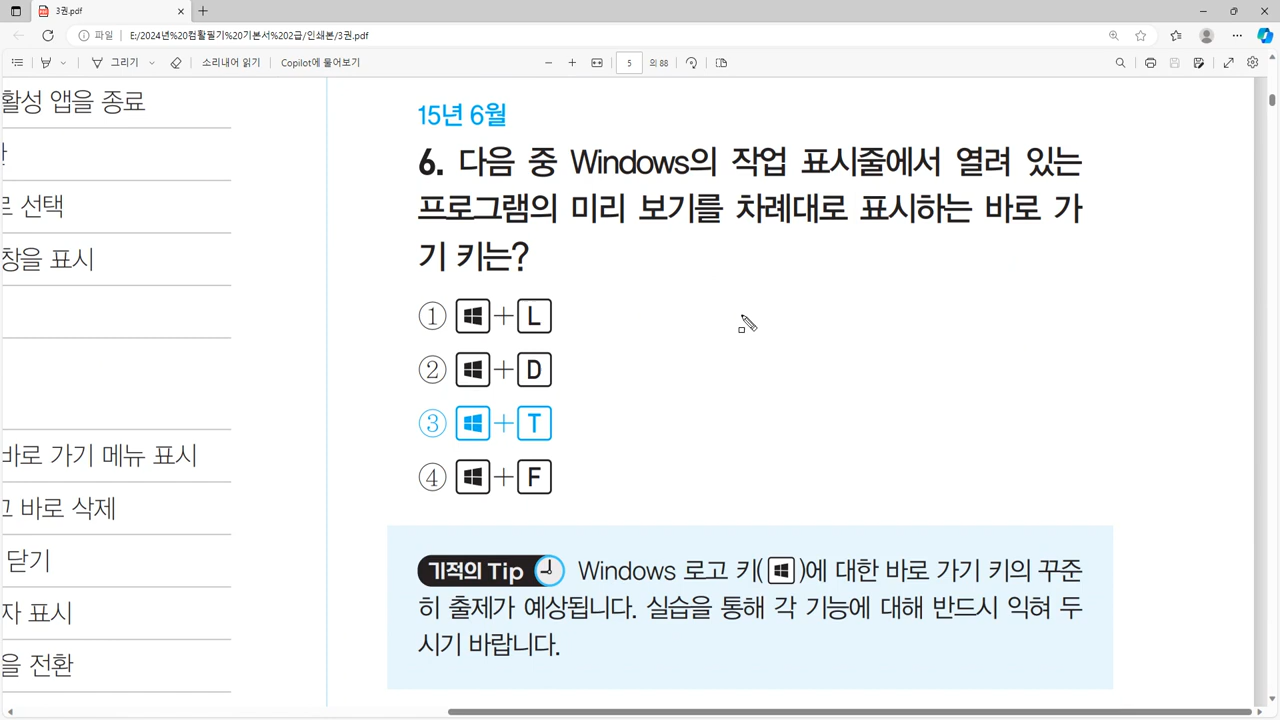 3권.pdf
파일 E:/2024년%20컴활필기%20기본서%202급/인쇄본/3권.pdf
그리기 소리내어 읽기 Copilot에 물어보기 5 의 88
활성 앱을 종료
로 선택
창을 표시
바로 가기 메뉴 표시
고 바로 삭제
닫기
자 표시
을 전환
15년 6월
6. 다음 중 Windows의 작업 표시줄에서 열려 있는
프로그램의 미리 보기를 차례대로 표시하는 바로 가
기 키는?
① +L
② +D
③ +T
④ +F
기적의 Tip Windows 로고 키( )에 대한 바로 가기 키의 꾸준
히 출제가 예상됩니다. 실습을 통해 각 기능에 대해 반드시 익혀 두
시기 바랍니다.